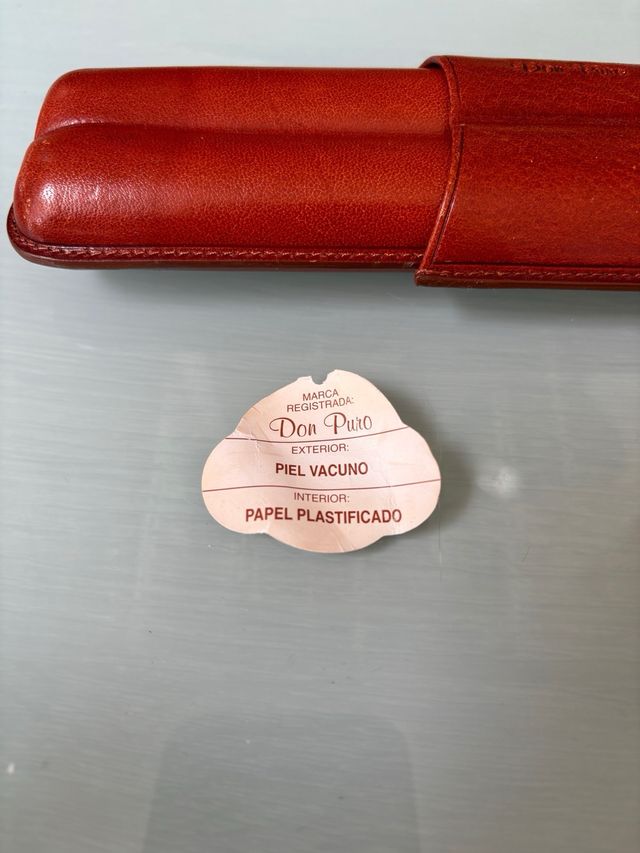 MARCA
REGISTRADA:
Don Puro
EXTERIOR:
PIEL VACUNO
INTERIOR:
PAPEL PLASTIFICADO